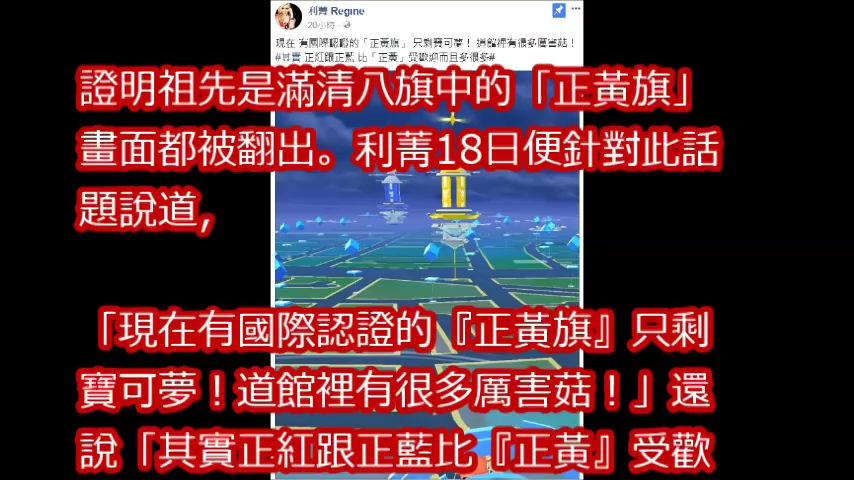 利菁 Regine
20小時
現在 有國際認證的「正黃旗」 只剩寶可夢！ 道館裡有很多厲害菇！
#其實 正紅跟正藍 比「正黃」受歡迎而且多很多#
證明祖先是滿清八旗中的「正黃旗」
畫面都被翻出。利菁18日便針對此話
題說道,
「現在有國際認證的『正黃旗』只剩
寶可夢！道館裡有很多厲害菇！」還
說「其實正紅跟正藍比『正黃』受歡